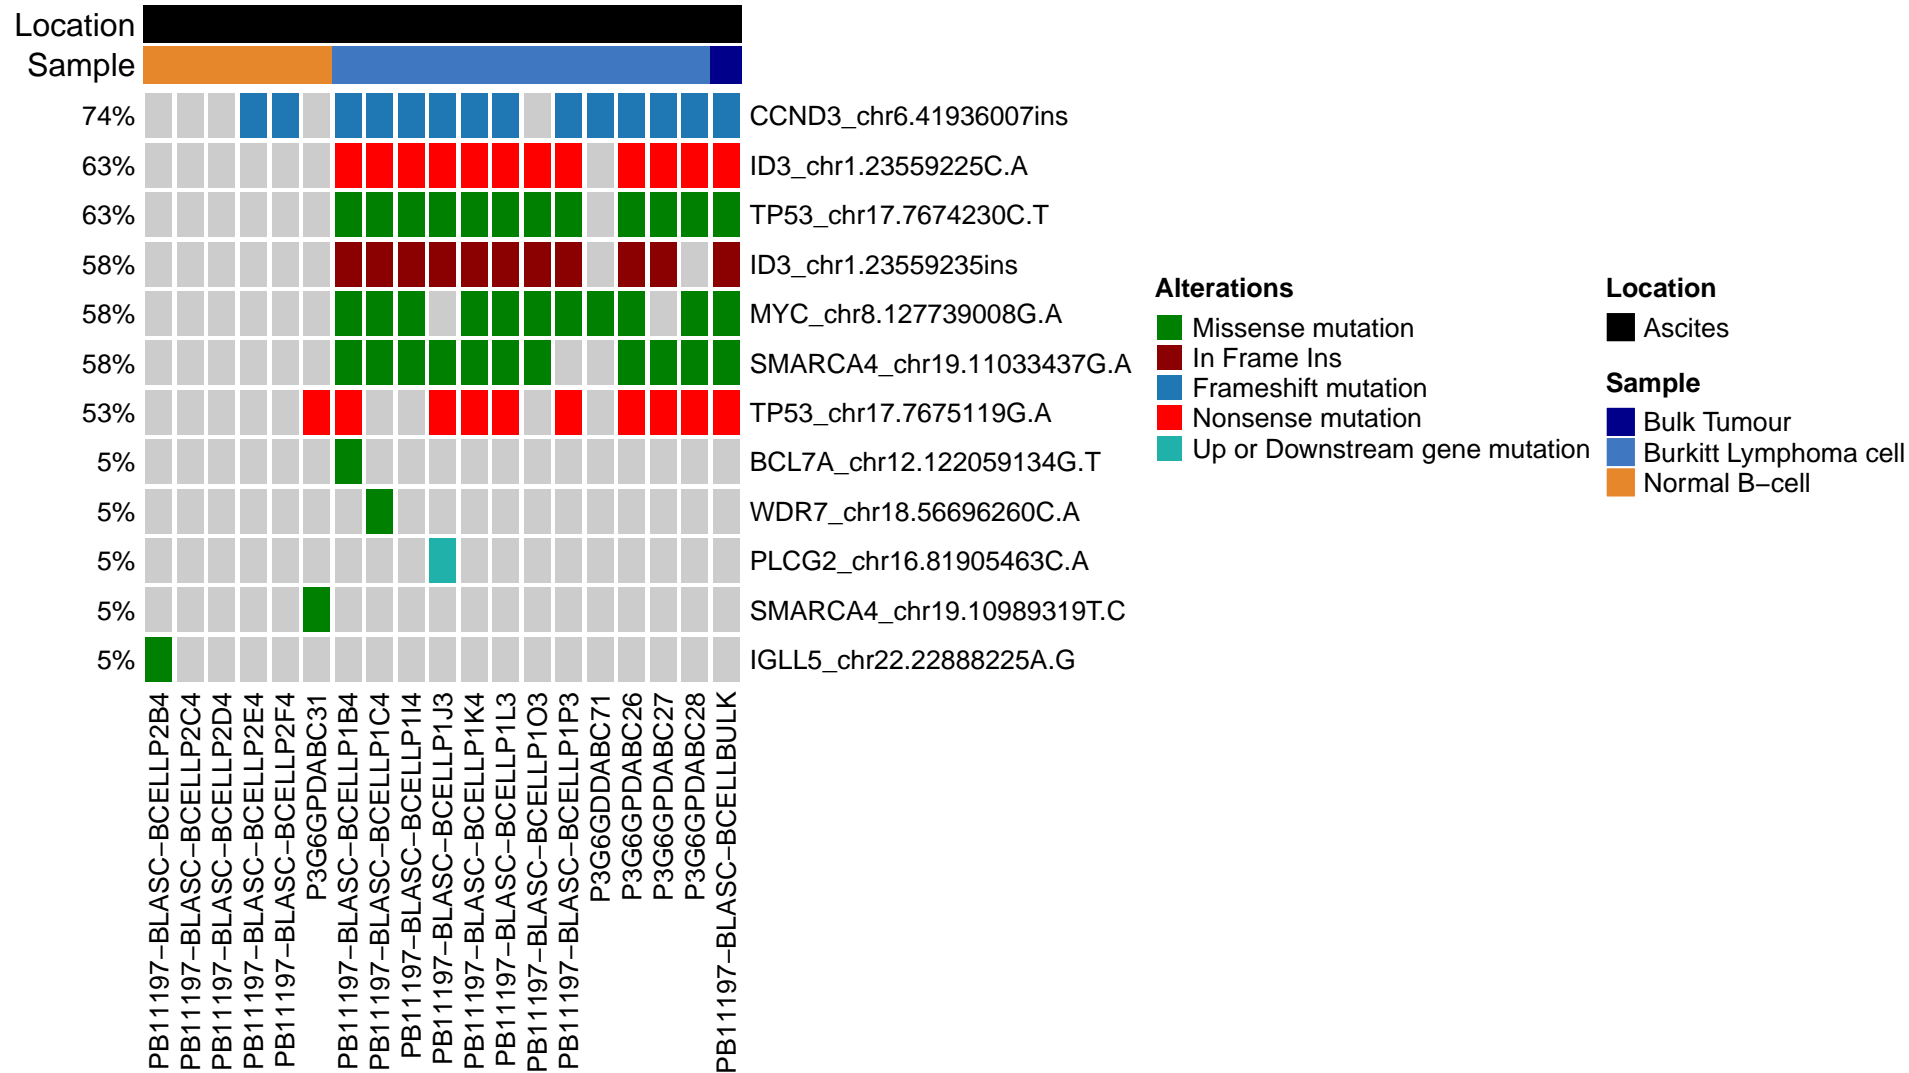 Location
Sample
74% CCND3_chr6.41936007ins
63% ID3_chr1.23559225C.A
63% TP53_chr17.7674230C.T
58% ID3_chr1.23559235ins
58% MYC_chr8.127739008G.A
58% SMARCA4_chr19.11033437G.A
53% TP53_chr17.7675119G.A
5% BCL7A_chr12.122059134G.T
5% WDR7_chr18.56696260C.A
5% PLCG2_chr16.81905463C.A
5% SMARCA4_chr19.10989319T.C
5% IGLL5_chr22.22888225A.G
PB11197−BLASC−BCELLP2B4
PB11197−BLASC−BCELLP2C4
PB11197−BLASC−BCELLP2D4
PB11197−BLASC−BCELLP2E4
PB11197−BLASC−BCELLP2F4
P3G6GPDABC31
PB11197−BLASC−BCELLP1B4
PB11197−BLASC−BCELLP1C4
PB11197−BLASC−BCELLP1I4
PB11197−BLASC−BCELLP1J3
PB11197−BLASC−BCELLP1K4
PB11197−BLASC−BCELLP1L3
PB11197−BLASC−BCELLP1O3
PB11197−BLASC−BCELLP1P3
P3G6GDDABC71
P3G6GPDABC26
P3G6GPDABC27
P3G6GPDABC28
PB11197−BLASC−BCELLBULK
Alterations
Missense mutation
In Frame Ins
Frameshift mutation
Nonsense mutation
Up or Downstream gene mutation
Location
Ascites
Sample
Bulk Tumour
Burkitt Lymphoma cell
Normal B−cell